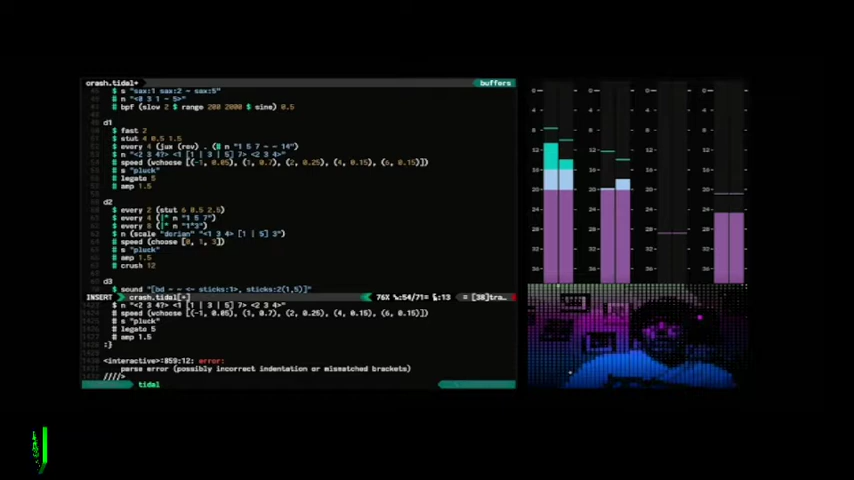 crash.tidal+ buffers
$ s "sax:1 sax:2 ~ sax:5"
# n "<0 3 1 ~ 5>"
# bpf (slow 2 $ range 200 2000 $ sine) 0.5
d1
$ fast 2
$ stut 4 0.5 1.5
$ every 4 (jux (rev) . (# n "1 5 7 ~ ~ 14")
$ n "<2 3 4?> <1 [1 | 3 | 5] 7> <2 3 4>"
# speed (wchoose [(-1, 0.05), (1, 0.7), (2, 0.25), (4, 0.15), (6, 0.15)])
# s "pluck"
# legato 5
# amp 1.5
d2
$ every 2 (stut 6 0.5 2.5)
$ every 4 (|* n "1 5 7")
$ every 8 (|* n "1*3")
$ n (scale "dorian" "<1 3 4> [1 | 5] 3")
# speed (choose [0, 1, 3])
# s "pluck"
# amp 1.5
# crush 12
d3
$ sound "[bd ~ ~ <~ sticks:1>, sticks:2(1,5)]"
INSERT crash.tidal[+] 76% 54/71 13 [38]tra…
$ n "<2 3 4?> <1 [1 | 3 | 5] 7> <2 3 4>"
# speed (wchoose [(-1, 0.05), (1, 0.7), (2, 0.25), (4, 0.15), (6, 0.15)])
# s "pluck"
# legato 5
# amp 1.5
:}
<interactive>:859:12: error:
parse error (possibly incorrect indentation or mismatched brackets)
////>
tidal